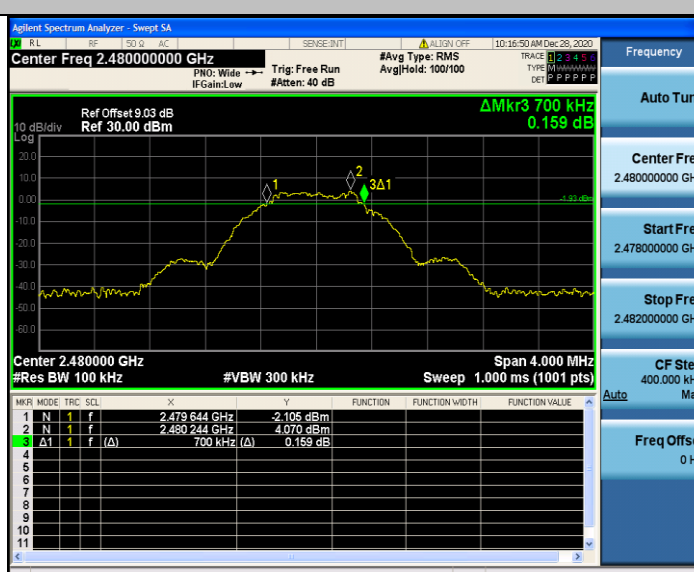 Agilent Spectrum Analyzer - Swept SA
RL RF 50 Ω AC SENSE:INT ALIGN OFF 10:16:50 AM Dec 28, 2020
Center Freq 2.480000000 GHz
PNO: Wide
IFGain:Low
Trig: Free Run
#Atten: 40 dB
#Avg Type: RMS
Avg|Hold: 100/100
TRACE 1 2 3 4 5 6
TYPE M
DET P P P P P P
Frequency
Auto Tun
Center Fre
2.480000000 GH
Start Fre
2.478000000 GH
Stop Fre
2.482000000 GH
CF Ste
400.000 kH
Auto Ma
Freq Offs
0 H
ΔMkr3 700 kHz
0.159 dB
Ref Offset 9.03 dB
10 dB/div Ref 30.00 dBm
Log
20.0
10.0
0.00
-10.0
-20.0
-30.0
-40.0
-50.0
-60.0
1
2
3Δ1
-1.93 dBm
Center 2.480000 GHz Span 4.000 MHz
#Res BW 100 kHz #VBW 300 kHz Sweep 1.000 ms (1001 pts)
MKR MODE TRC SCL X Y FUNCTION FUNCTION WIDTH FUNCTION VALUE
1 N 1 f 2.479 644 GHz -2.105 dBm
2 N 1 f 2.480 244 GHz 4.070 dBm
3 Δ1 1 f (Δ) 700 kHz (Δ) 0.159 dB
4
5
6
7
8
9
10
11